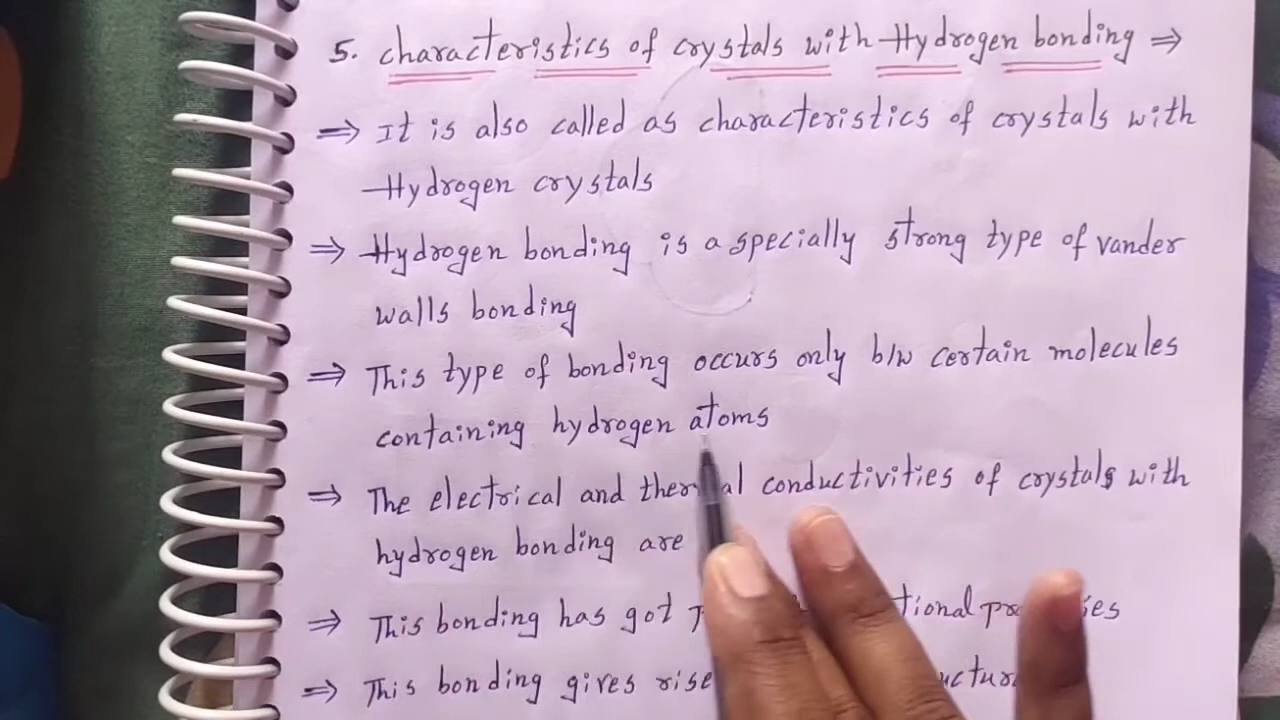 5. characteristics of crystals with Hydrogen bonding ⇒
⇒ It is also called as characteristics of crystals with
Hydrogen crystals
⇒ Hydrogen bonding is a specially strong type of vander
walls bonding
⇒ This type of bonding occurs only b/w certain molecules
containing hydrogen atoms
⇒ The electrical and thermal conductivities of crystals with
hydrogen bonding are
⇒ This bonding has got
⇒ This bonding gives rise